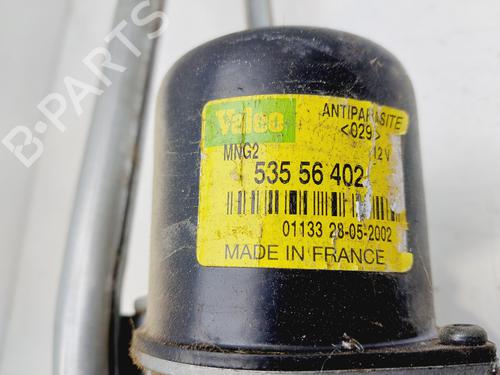 Valeo
ANTIPARASITE
<029>
MNG2
12 V
535 56 402
01133 28-05-2002
MADE IN FRANCE
B-PARTS